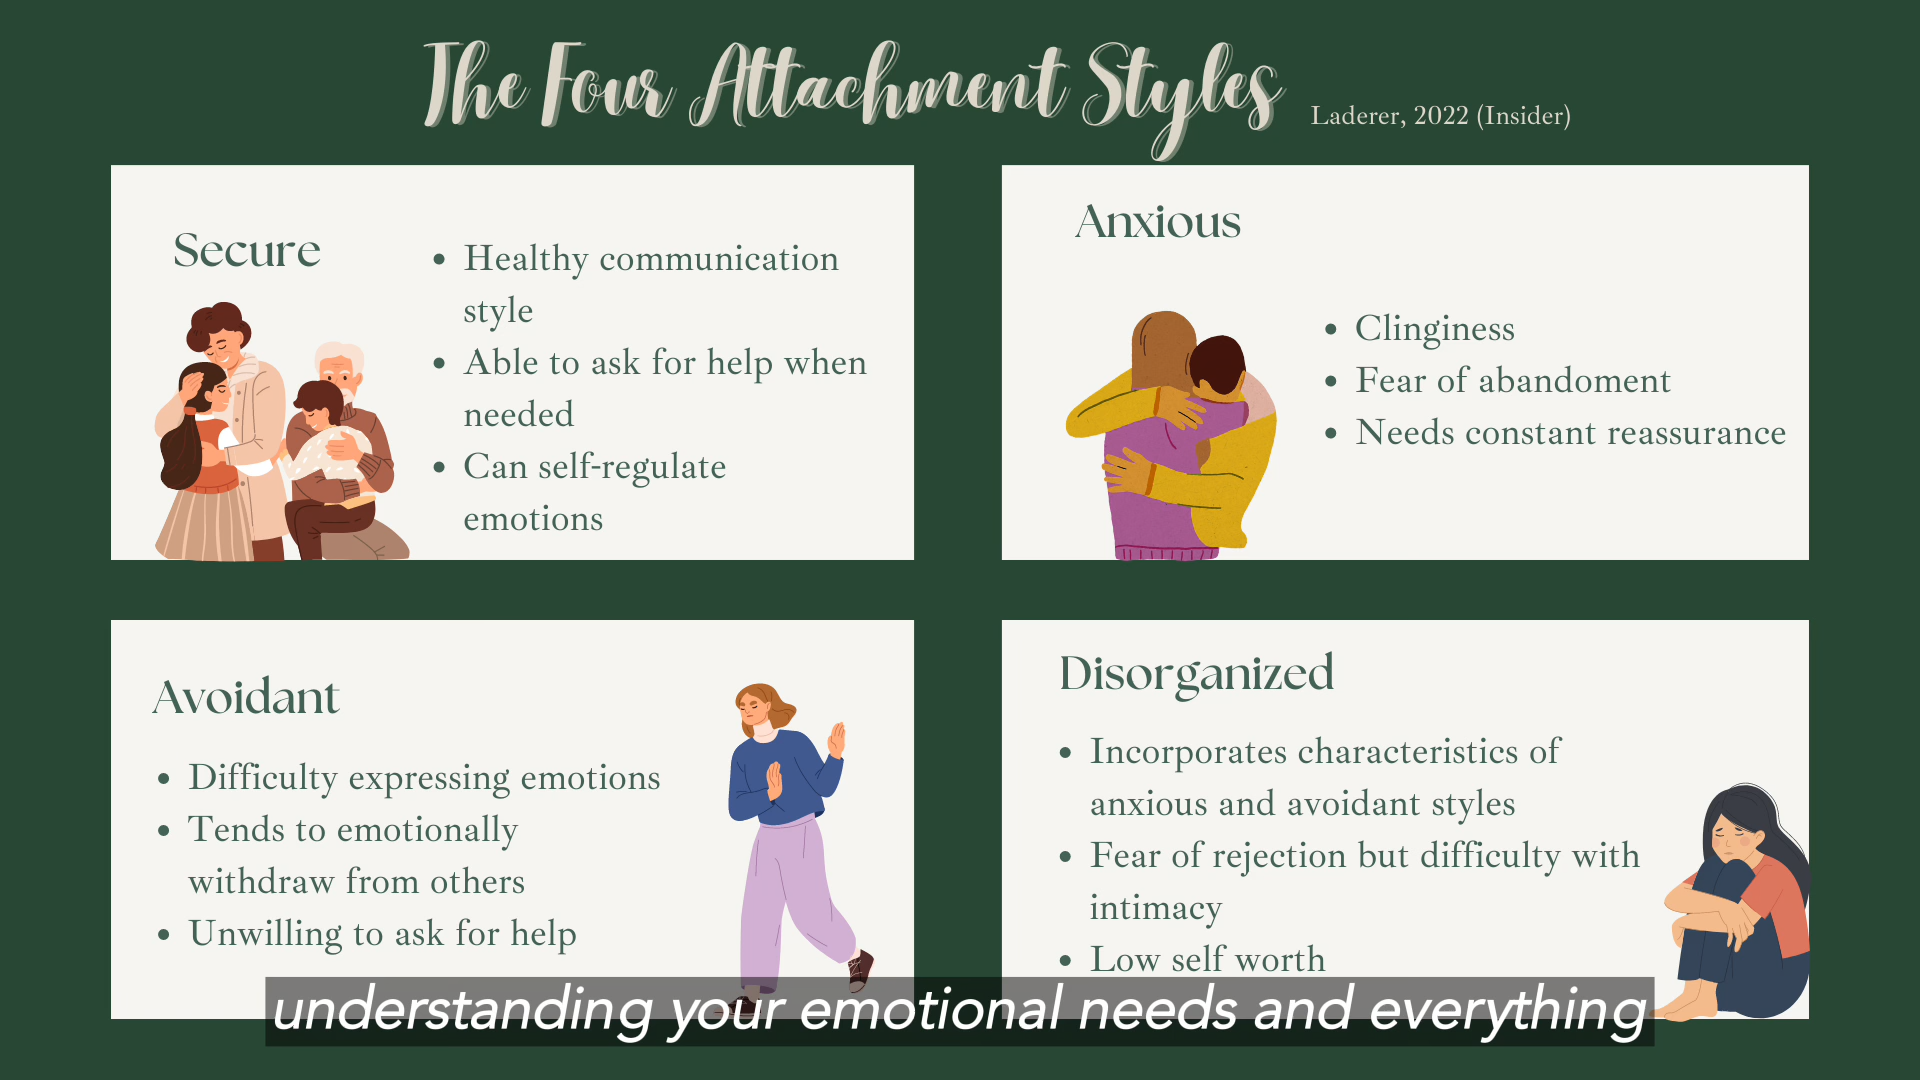 The Four Attachment Styles
Laderer, 2022 (Insider)
Secure
• Healthy communication
style
• Able to ask for help when
needed
• Can self-regulate
emotions
Anxious
• Clinginess
• Fear of abandoment
• Needs constant reassurance
Avoidant
• Difficulty expressing emotions
• Tends to emotionally
withdraw from others
• Unwilling to ask for help
Disorganized
• Incorporates characteristics of
anxious and avoidant styles
• Fear of rejection but difficulty with
intimacy
• Low self worth
understanding your emotional needs and everything